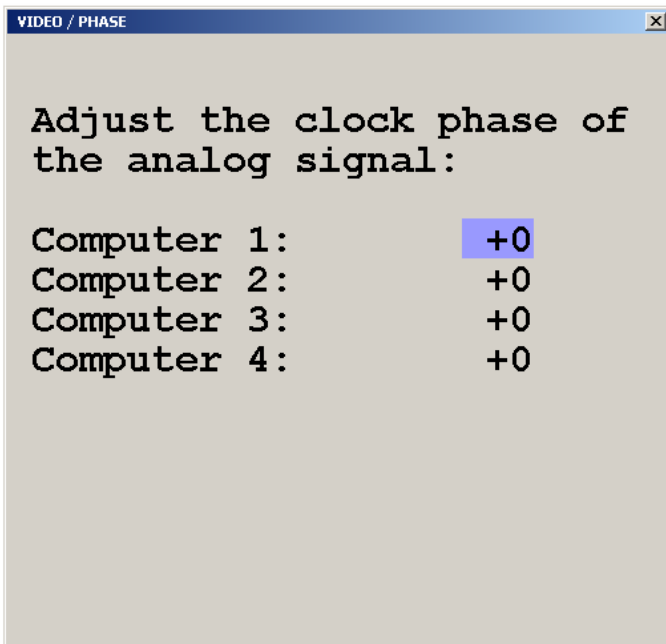 VIDEO / PHASE
Adjust the clock phase of
the analog signal:
Computer 1: +0
Computer 2: +0
Computer 3: +0
Computer 4: +0